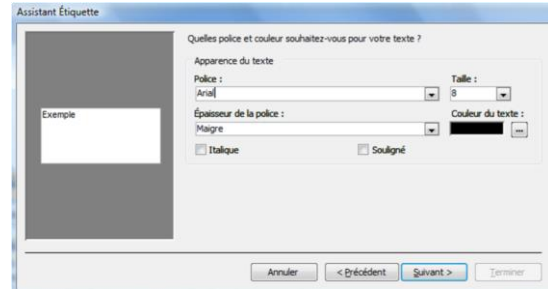 Assistant Étiquette
Quelles police et couleur souhaitez-vous pour votre texte ?
Apparence du texte
Police : Taille :
Arial 8
Exemple
Épaisseur de la police : Couleur du texte :
Maigre ...
Italique Souligné
Annuler < Précédent Suivant > Terminer